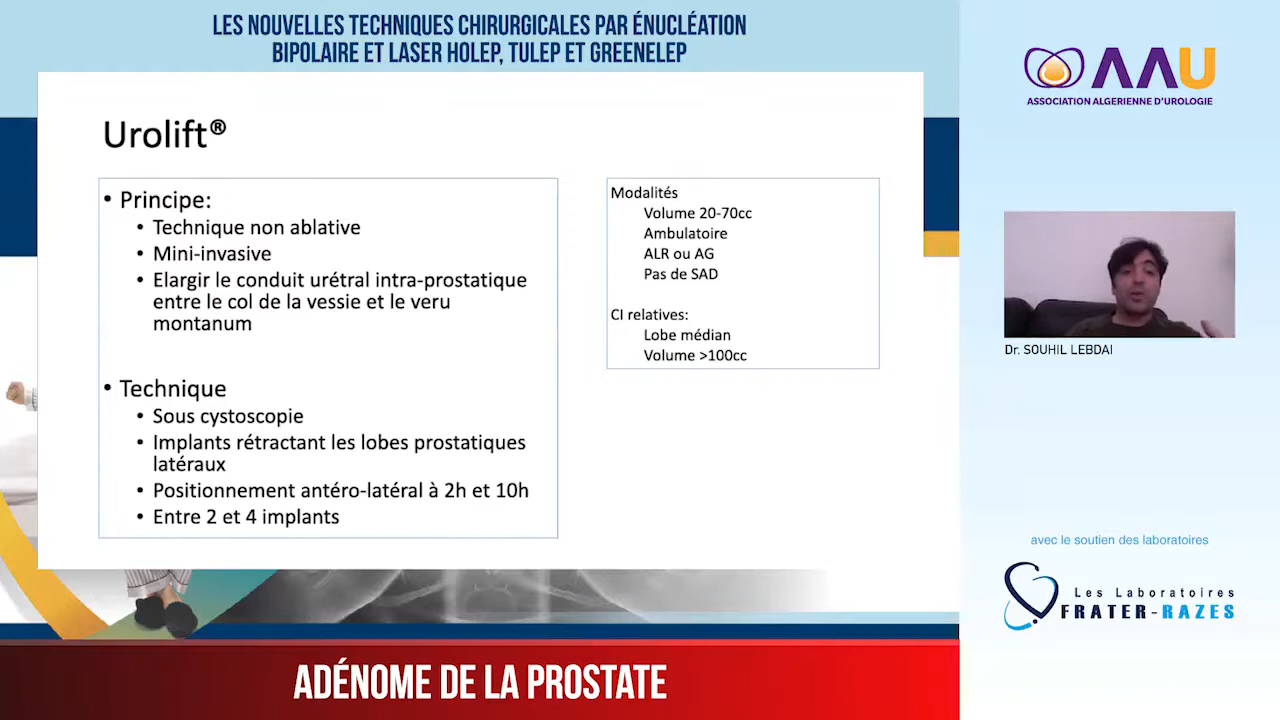 LES NOUVELLES TECHNIQUES CHIRURGICALES PAR ÉNUCLÉATION
BIPOLAIRE ET LASER HOLEP, TULEP ET GREENELEP
Urolift®
• Principe:
• Technique non ablative
• Mini-invasive
• Elargir le conduit urétral intra-prostatique
entre le col de la vessie et le veru
montanum
• Technique
• Sous cystoscopie
• Implants rétractant les lobes prostatiques
latéraux
• Positionnement antéro-latéral à 2h et 10h
• Entre 2 et 4 implants
Modalités
Volume 20-70cc
Ambulatoire
ALR ou AG
Pas de SAD
CI relatives:
Lobe médian
Volume >100cc
AAU
ASSOCIATION ALGERIENNE D'UROLOGIE
Dr. SOUHIL LEBDAI
avec le soutien des laboratoires
Les Laboratoires
FRATER-RAZES
ADÉNOME DE LA PROSTATE